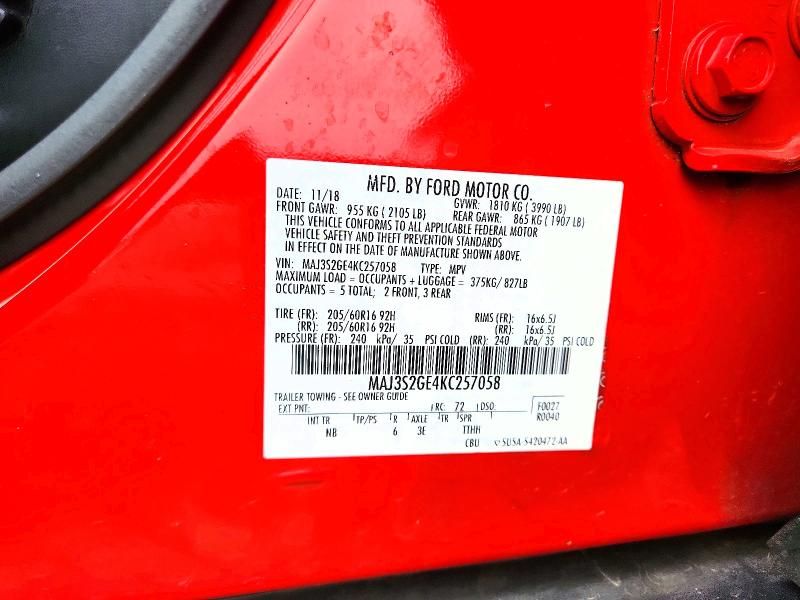 MFD. BY FORD MOTOR CO.
DATE: 11/18 GVWR: 1810 KG ( 3990 LB)
FRONT GAWR: 955 KG ( 2105 LB) REAR GAWR: 865 KG ( 1907 LB)
THIS VEHICLE CONFORMS TO ALL APPLICABLE FEDERAL MOTOR
VEHICLE SAFETY AND THEFT PREVENTION STANDARDS
IN EFFECT ON THE DATE OF MANUFACTURE SHOWN ABOVE.
VIN: MAJ3S2GE4KC257058 TYPE: MPV
MAXIMUM LOAD = OCCUPANTS + LUGGAGE = 375KG/ 827LB
OCCUPANTS = 5 TOTAL; 2 FRONT, 3 REAR
TIRE (FR): 205/60R16 92H RIMS (FR): 16x6.5J
(RR): 205/60R16 92H (RR): 16x6.5J
PRESSURE (FR): 240 kPa/ 35 PSI COLD (RR): 240 kPa/ 35 PSI COLD
MAJ3S2GE4KC257058
TRAILER TOWING - SEE OWNER GUIDE
EXT PNT: RC: 72 DSO: F0027
R0040
INT TR TP/PS R AXLE TR SPR
NB 6 3E TTHH
CBU SU5A-5420472-AA